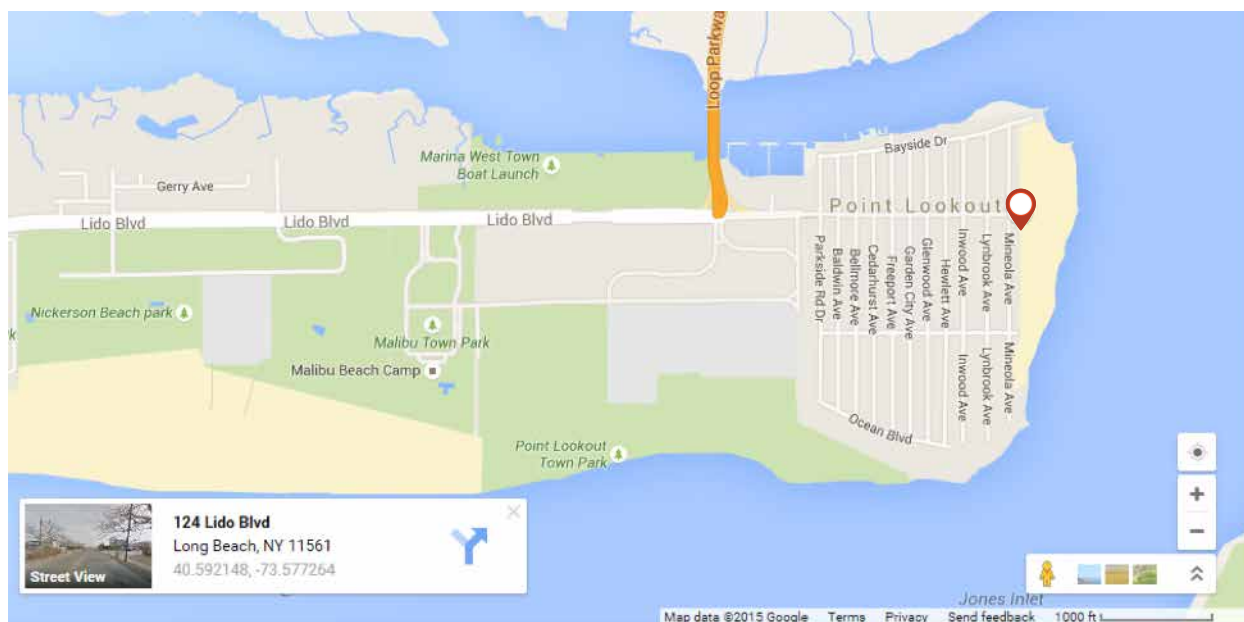 Loop Parkway
Marina West Town
Boat Launch
Bayside Dr
Gerry Ave
Lido Blvd
Lido Blvd
Lido Blvd
Point Lookout
Parkside Rd Dr
Baldwin Ave
Bellmore Ave
Cedarhurst Ave
Freeport Ave
Garden City Ave
Glenwood Ave
Hewlett Ave
Inwood Ave
Lynbrook Ave
Mineola Ave
Nickerson Beach park
Malibu Town Park
Malibu Beach Camp
Inwood Ave
Lynbrook Ave
Mineola Ave
Ocean Blvd
Point Lookout
Town Park
124 Lido Blvd
Long Beach, NY 11561
40.592148, -73.577264
Street View
Jones Inlet
Map data ©2015 Google Terms Privacy Send feedback 1000 ft